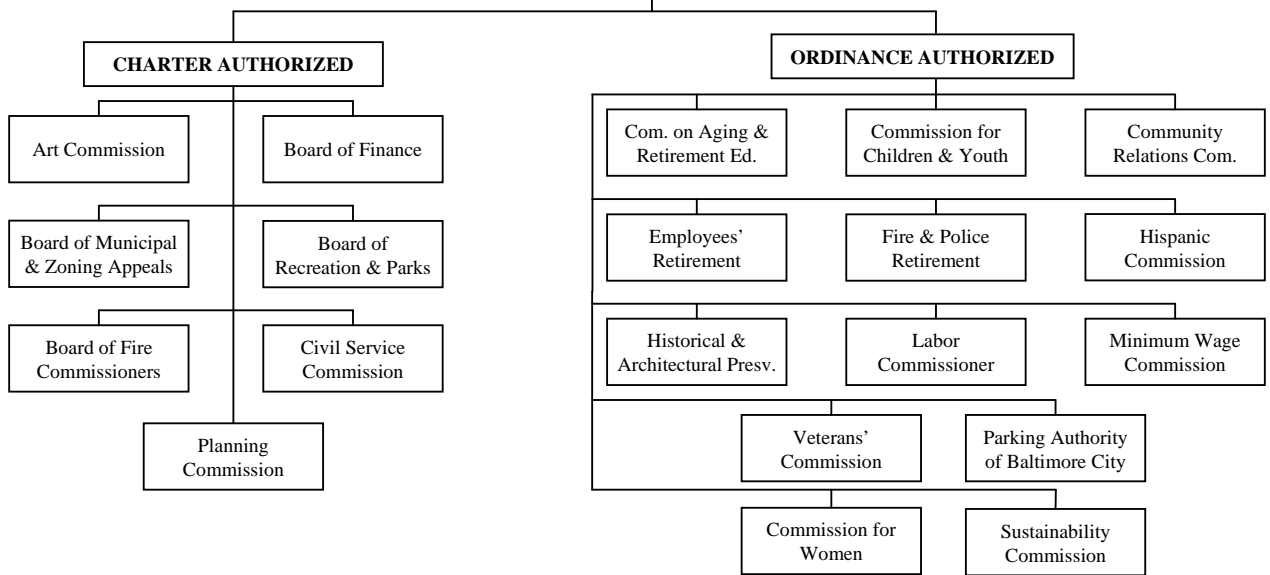 CHARTER AUTHORIZED
Art Commission
Board of Finance
Board of Municipal
& Zoning Appeals
Board of
Recreation & Parks
Board of Fire
Commissioners
Civil Service
Commission
Planning
Commission
ORDINANCE AUTHORIZED
Com. on Aging &
Retirement Ed.
Commission for
Children & Youth
Community
Relations Com.
Employees’
Retirement
Fire & Police
Retirement
Hispanic
Commission
Historical &
Architectural Presv.
Labor
Commissioner
Minimum Wage
Commission
Veterans’
Commission
Parking Authority
of Baltimore City
Commission for
Women
Sustainability
Commission